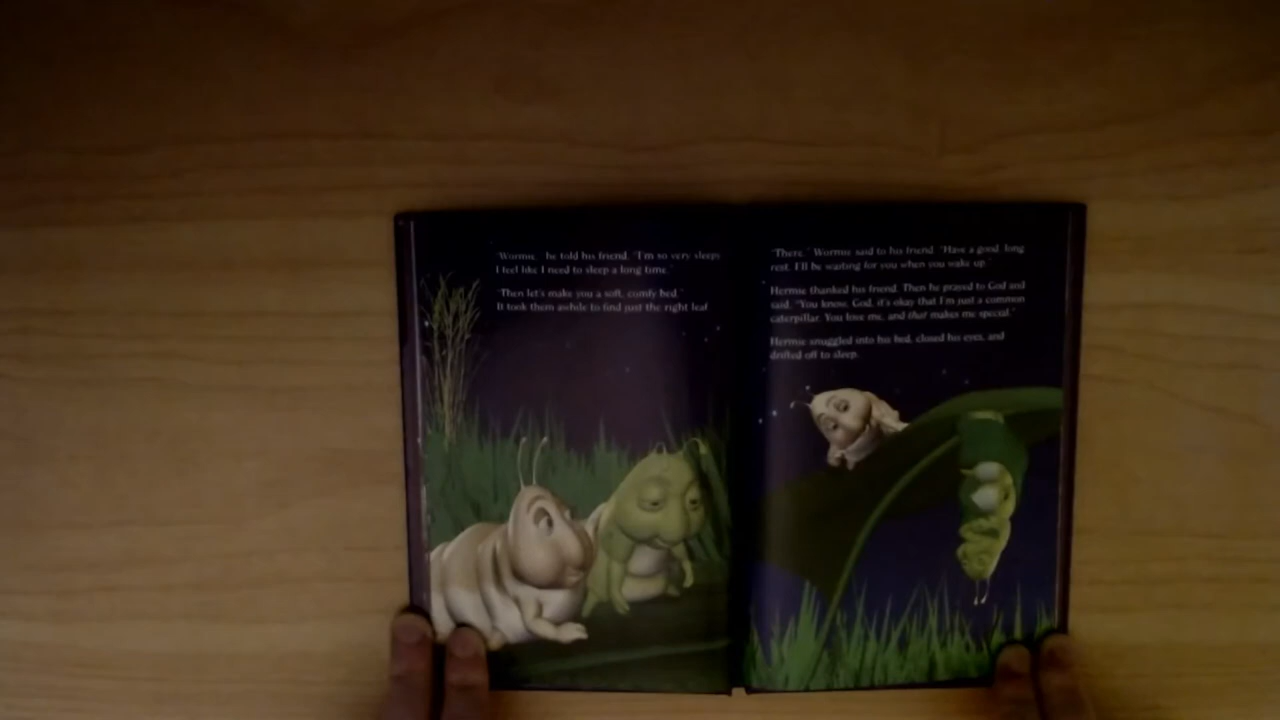 "Wormie," he told his friend. "I'm so very sleepy.
I feel like I need to sleep a long time."
"Then let's make you a soft, comfy bed."
It took them awhile to find just the right leaf.
"There," Wormie said to his friend. "Have a good, long
rest. I'll be waiting for you when you wake up."
Hermie thanked his friend. Then he prayed to God and
said, "You know, God, it's okay that I'm just a common
caterpillar. You love me, and that makes me special."
Hermie snuggled into his bed, closed his eyes, and
drifted off to sleep.